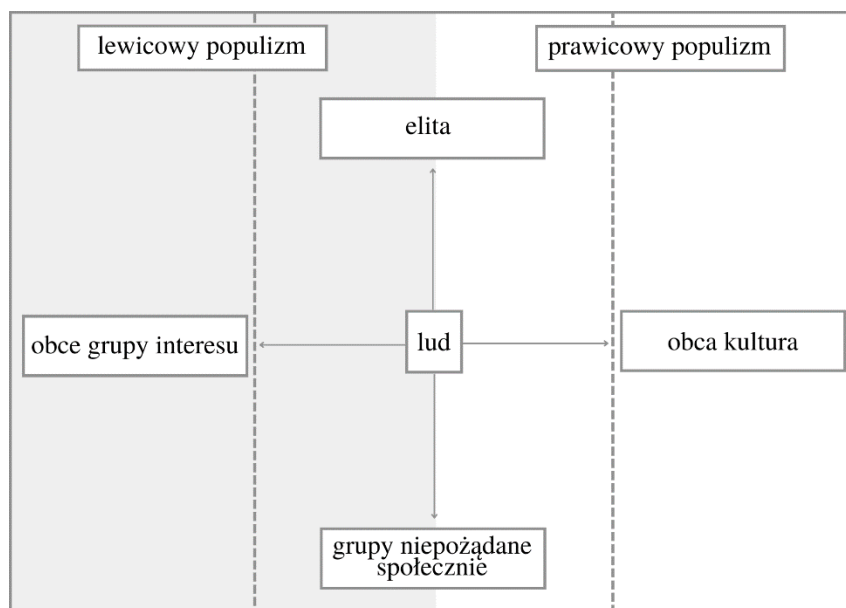 lewicowy populizm
prawicowy populizm
elita
obce grupy interesu
lud
obca kultura
grupy niepożądane
społecznie